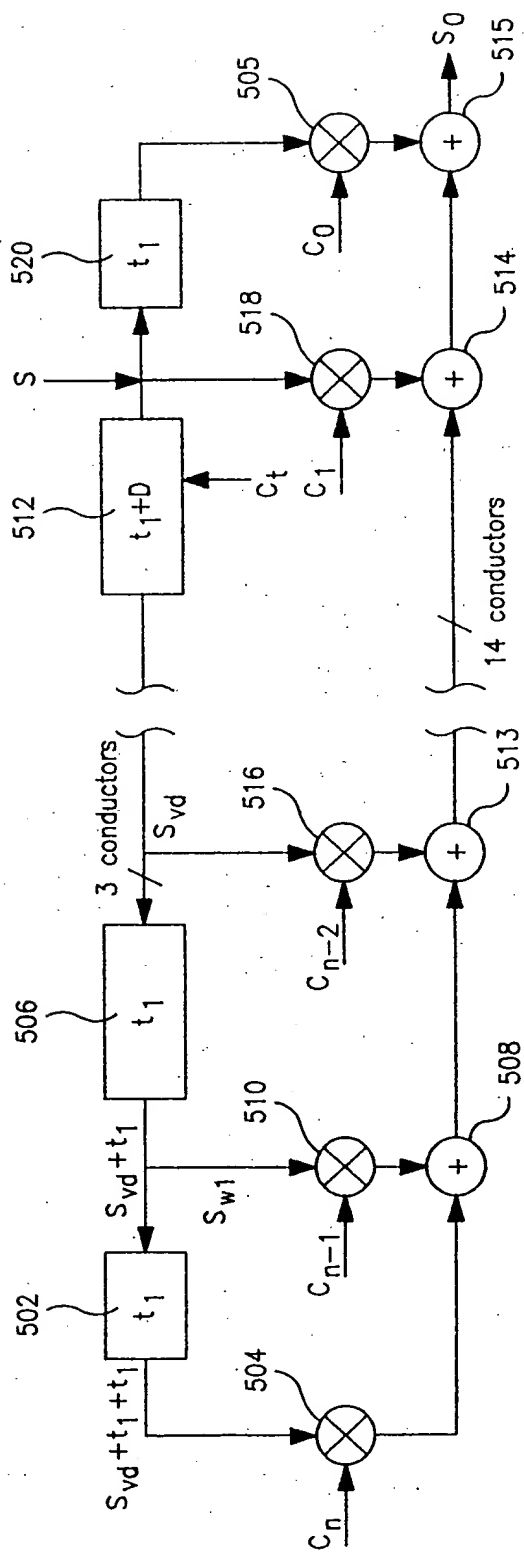 S
520
t₁
512
t₁+D
Cₜ
505
C₀
518
C₁
515
S₀
514
14 conductors
3 conductors
Sᵥd
506
t₁
516
Cₙ₋₂
513
Sᵥd+t₁
510
Sw1
Cₙ₋₁
508
502
t₁
Sᵥd+t₁+t₁
504
Cₙ